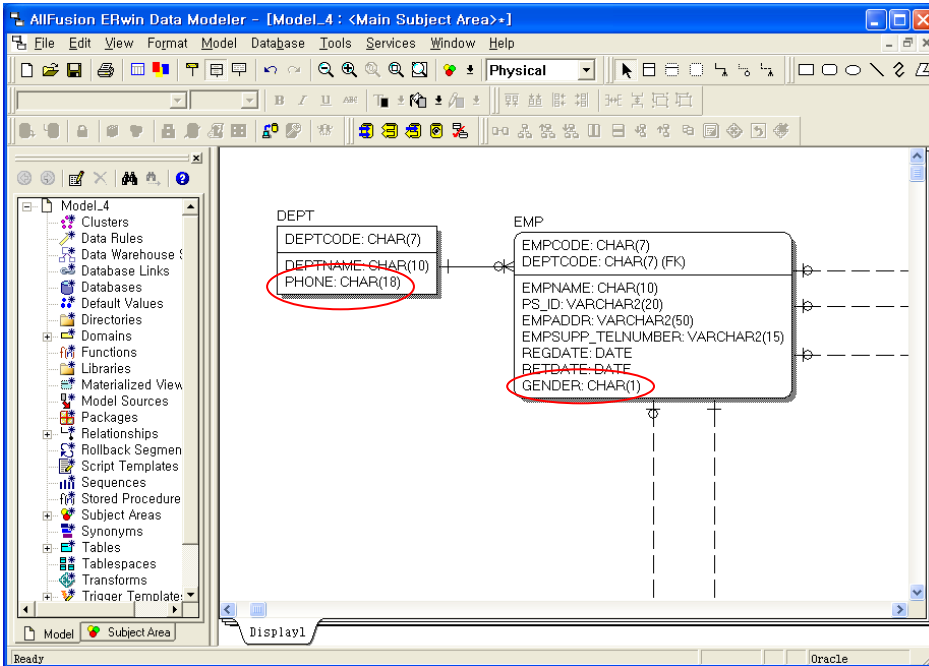 AllFusion ERwin Data Modeler - [Model_4 : <Main Subject Area>*]
File Edit View Format Model Database Tools Services Window Help
Physical
B I U ABC
Model_4
Clusters
Data Rules
Data Warehouse S
Database Links
Databases
Default Values
Directories
Domains
Functions
Libraries
Materialized View
Model Sources
Packages
Relationships
Rollback Segmen
Script Templates
Sequences
Stored Procedure
Subject Areas
Synonyms
Tables
Tablespaces
Transforms
Trigger Template
Model Subject Area
DEPT
DEPTCODE: CHAR(7)
DEPTNAME: CHAR(10)
PHONE: CHAR(18)
EMP
EMPCODE: CHAR(7)
DEPTCODE: CHAR(7) (FK)
EMPNAME: CHAR(10)
PS_ID: VARCHAR2(20)
EMPADDR: VARCHAR2(50)
EMPSUPP_TELNUMBER: VARCHAR2(15)
REGDATE: DATE
RETDATE: DATE
GENDER: CHAR(1)
Display1
Ready
Oracle